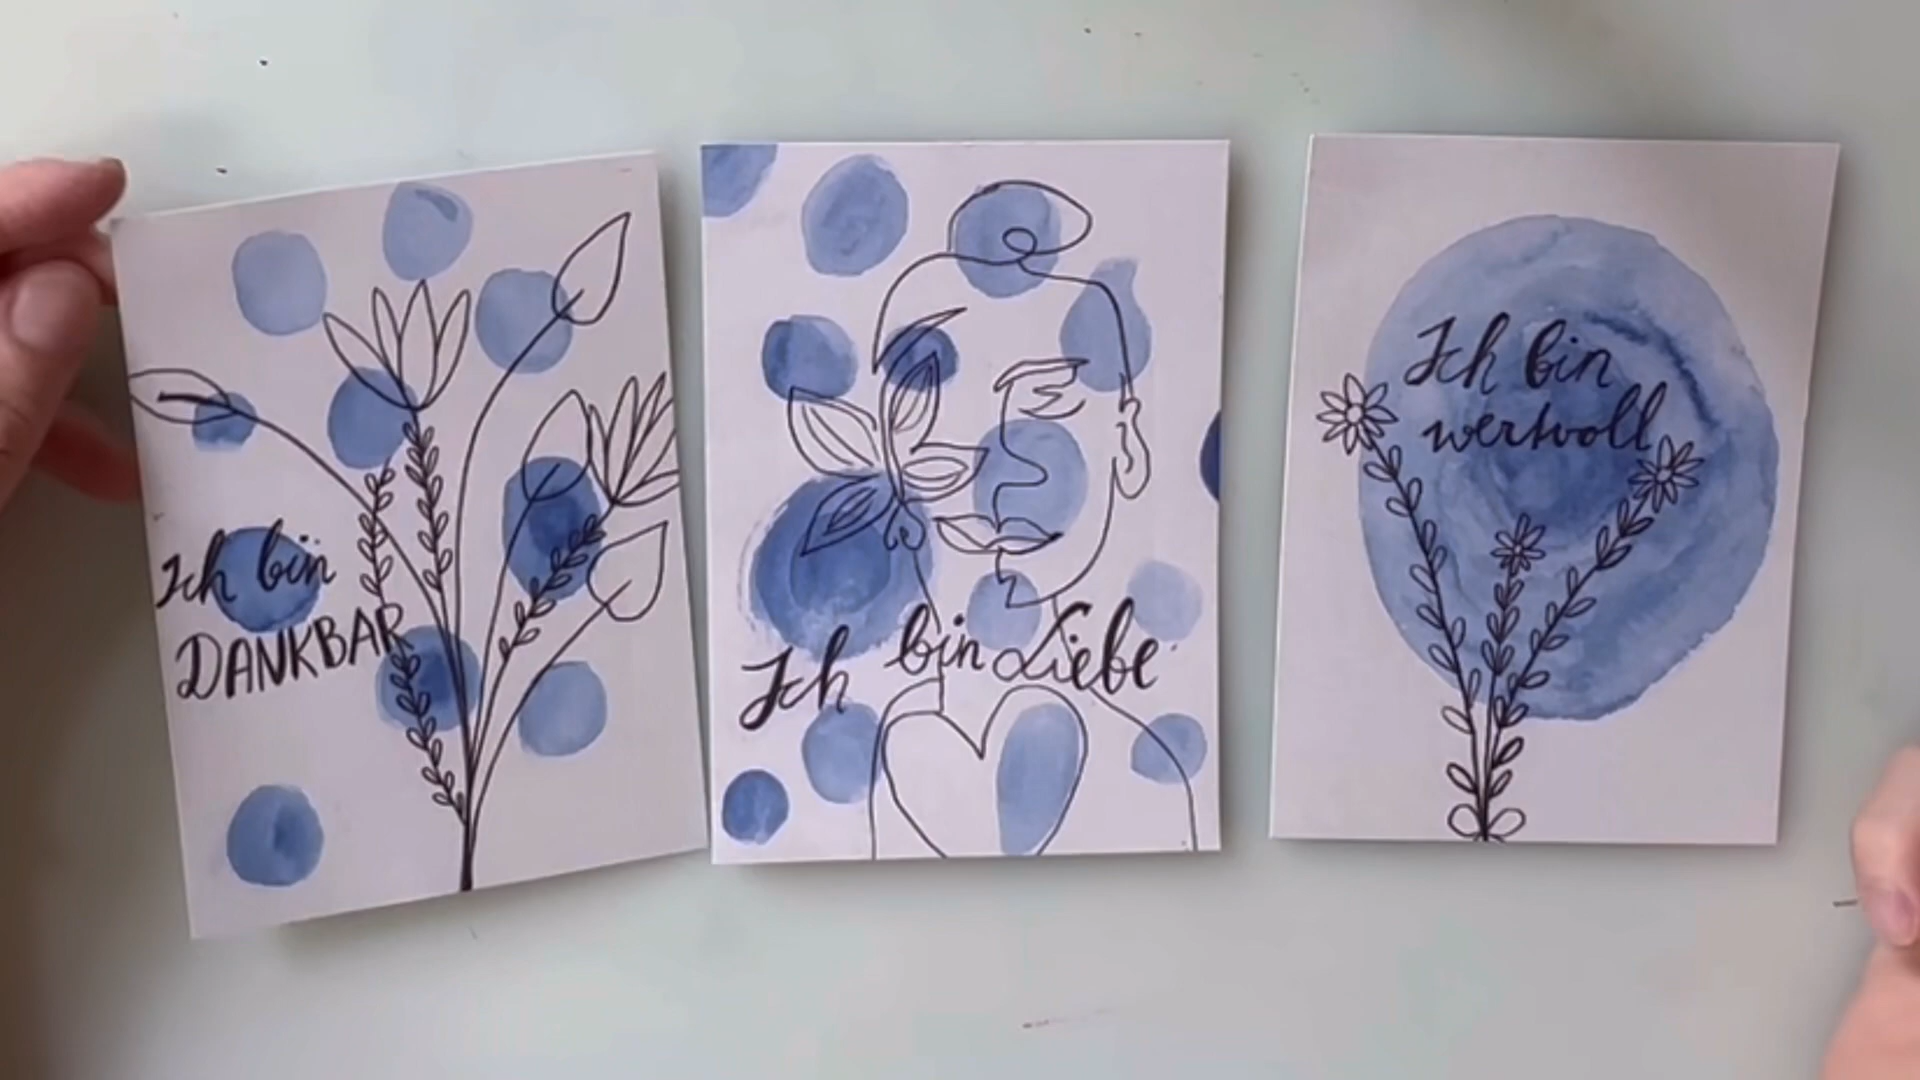 Ich bin
DANKBAR
Ich bin Liebe
Ich bin
wertvoll